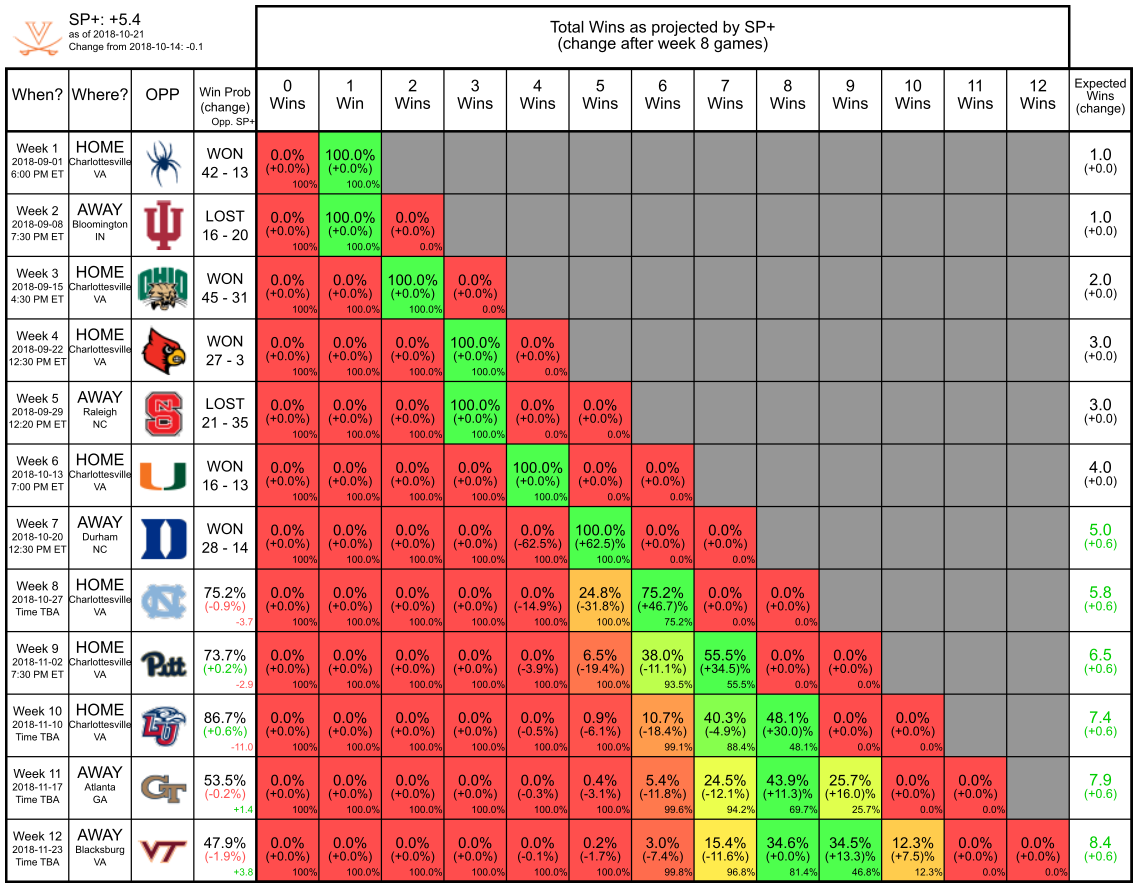 SP+: +5.4
as of 2018-10-21
Change from 2018-10-14: -0.1
Total Wins as projected by SP+
(change after week 8 games)
When? Where? OPP Win Prob (change) Opp. SP+ 0 Wins 1 Win 2 Wins 3 Wins 4 Wins 5 Wins 6 Wins 7 Wins 8 Wins 9 Wins 10 Wins 11 Wins 12 Wins Expected Wins (change)
Week 1 HOME WON 0.0% 100.0% 1.0
2018-09-01 Charlottesville 42 - 13 (+0.0%) (+0.0%) (+0.0)
6:00 PM ET VA 100% 100.0%
Week 2 AWAY LOST 0.0% 100.0% 0.0% 1.0
2018-09-08 Bloomington 16 - 20 (+0.0%) (+0.0%) (+0.0%) (+0.0)
7:30 PM ET IN 100% 100.0% 0.0%
Week 3 HOME OHIO WON 0.0% 0.0% 100.0% 0.0% 2.0
2018-09-15 Charlottesville 45 - 31 (+0.0%) (+0.0%) (+0.0%) (+0.0%) (+0.0)
4:30 PM ET VA 100% 100.0% 100.0% 0.0%
Week 4 HOME WON 0.0% 0.0% 0.0% 100.0% 0.0% 3.0
2018-09-22 Charlottesville 27 - 3 (+0.0%) (+0.0%) (+0.0%) (+0.0%) (+0.0%) (+0.0)
12:30 PM ET VA 100% 100.0% 100.0% 100.0% 0.0%
Week 5 AWAY S LOST 0.0% 0.0% 0.0% 100.0% 0.0% 0.0% 3.0
2018-09-29 Raleigh 21 - 35 (+0.0%) (+0.0%) (+0.0%) (+0.0%) (+0.0%) (+0.0%) (+0.0)
12:20 PM ET NC 100% 100.0% 100.0% 100.0% 0.0% 0.0%
Week 6 HOME U WON 0.0% 0.0% 0.0% 0.0% 100.0% 0.0% 0.0% 4.0
2018-10-13 Charlottesville 16 - 13 (+0.0%) (+0.0%) (+0.0%) (+0.0%) (+0.0%) (+0.0%) (+0.0%) (+0.0)
7:00 PM ET VA 100% 100.0% 100.0% 100.0% 100.0% 0.0% 0.0%
Week 7 AWAY D WON 0.0% 0.0% 0.0% 0.0% 0.0% 100.0% 0.0% 0.0% 5.0
2018-10-20 Durham 28 - 14 (+0.0%) (+0.0%) (+0.0%) (+0.0%) (-62.5%) (+62.5)% (+0.0%) (+0.0%) (+0.6)
12:30 PM ET NC 100% 100.0% 100.0% 100.0% 100.0% 100.0% 0.0% 0.0%
Week 8 HOME NC 75.2% 0.0% 0.0% 0.0% 0.0% 0.0% 24.8% 75.2% 0.0% 0.0% 5.8
2018-10-27 Charlottesville (-0.9%) (+0.0%) (+0.0%) (+0.0%) (+0.0%) (-14.9%) (-31.8%) (+46.7)% (+0.0%) (+0.0%) (+0.6)
Time TBA VA -3.7 100% 100.0% 100.0% 100.0% 100.0% 100.0% 75.2% 0.0% 0.0%
Week 9 HOME Pitt 73.7% 0.0% 0.0% 0.0% 0.0% 0.0% 6.5% 38.0% 55.5% 0.0% 0.0% 6.5
2018-11-02 Charlottesville (+0.2%) (+0.0%) (+0.0%) (+0.0%) (+0.0%) (-3.9%) (-19.4%) (-11.1%) (+34.5)% (+0.0%) (+0.0%) (+0.6)
7:30 PM ET VA -2.9 100% 100.0% 100.0% 100.0% 100.0% 100.0% 93.5% 55.5% 0.0% 0.0%
Week 10 HOME LU 86.7% 0.0% 0.0% 0.0% 0.0% 0.0% 0.9% 10.7% 40.3% 48.1% 0.0% 0.0% 7.4
2018-11-10 Charlottesville (+0.6%) (+0.0%) (+0.0%) (+0.0%) (+0.0%) (-0.5%) (-6.1%) (-18.4%) (-4.9%) (+30.0)% (+0.0%) (+0.0%) (+0.6)
Time TBA VA -11.0 100% 100.0% 100.0% 100.0% 100.0% 100.0% 99.1% 88.4% 48.1% 0.0% 0.0%
Week 11 AWAY GT 53.5% 0.0% 0.0% 0.0% 0.0% 0.0% 0.4% 5.4% 24.5% 43.9% 25.7% 0.0% 0.0% 7.9
2018-11-17 Atlanta (-0.2%) (+0.0%) (+0.0%) (+0.0%) (+0.0%) (-0.3%) (-3.1%) (-11.8%) (-12.1%) (+11.3)% (+16.0)% (+0.0%) (+0.0%) (+0.6)
Time TBA GA +1.4 100% 100.0% 100.0% 100.0% 100.0% 100.0% 99.6% 94.2% 69.7% 25.7% 0.0% 0.0%
Week 12 AWAY VT 47.9% 0.0% 0.0% 0.0% 0.0% 0.0% 0.2% 3.0% 15.4% 34.6% 34.5% 12.3% 0.0% 0.0% 8.4
2018-11-23 Blacksburg (-1.9%) (+0.0%) (+0.0%) (+0.0%) (+0.0%) (-0.1%) (-1.7%) (-7.4%) (-11.6%) (+0.0%) (+13.3)% (+7.5)% (+0.0%) (+0.0%) (+0.6)
Time TBA VA +3.8 100% 100.0% 100.0% 100.0% 100.0% 100.0% 99.8% 96.8% 81.4% 46.8% 12.3% 0.0% 0.0%